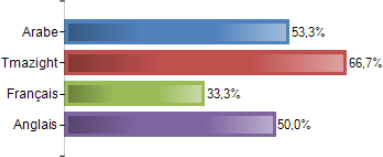 Arabe 53,3%
Tmazight 66,7%
Français 33,3%
Anglais 50,0%